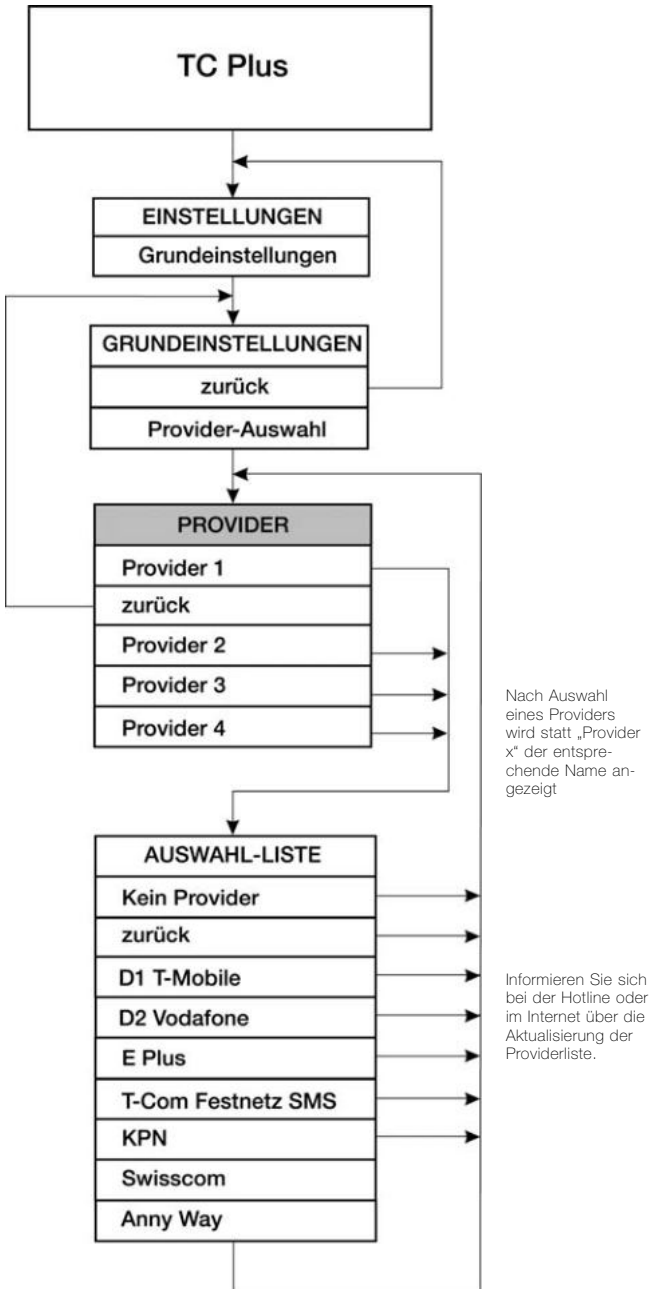 TC Plus
EINSTELLUNGEN
Grundeinstellungen
GRUNDEINSTELLUNGEN
zurück
Provider-Auswahl
PROVIDER
Provider 1
zurück
Provider 2
Provider 3
Provider 4
Nach Auswahl
eines Providers
wird statt „Provider
x" der entspre-
chende Name an-
gezeigt
AUSWAHL-LISTE
Kein Provider
zurück
D1 T-Mobile
D2 Vodafone
E Plus
T-Com Festnetz SMS
KPN
Swisscom
Anny Way
Informieren Sie sich
bei der Hotline oder
im Internet über die
Aktualisierung der
Providerliste.